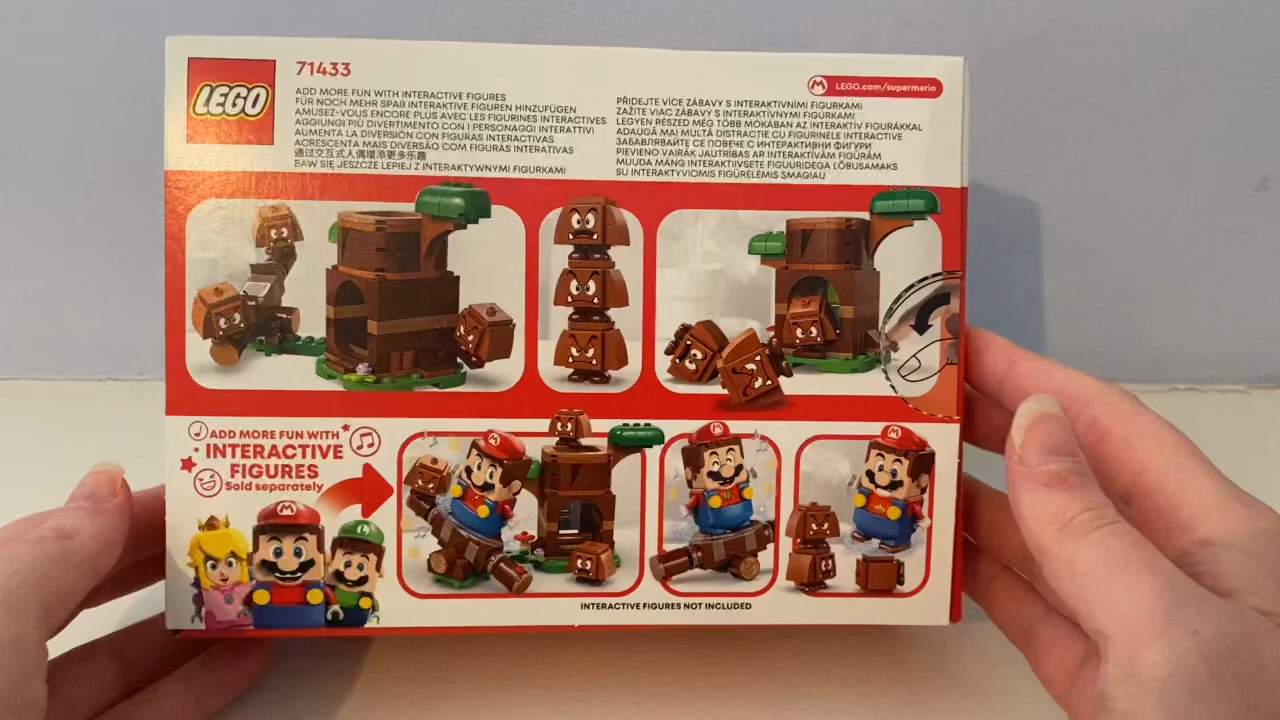 LEGO
71433
ADD MORE FUN WITH INTERACTIVE FIGURES
FÜR NOCH MEHR SPAß INTERAKTIVE FIGUREN HINZUFÜGEN
AMUSEZ-VOUS ENCORE PLUS AVEC LES FIGURINES INTERACTIVES
AGGIUNGI PIÙ DIVERTIMENTO CON I PERSONAGGI INTERATTIVI
AUMENTA LA DIVERSIÓN CON FIGURAS INTERACTIVAS
ACRESCENTA MAIS DIVERSÃO COM FIGURAS INTERATIVAS
通过交互式人偶增添更多乐趣
BAW SIĘ JESZCZE LEPIEJ Z INTERAKTYWNYMI FIGURKAMI
M LEGO.com/supermario
PŘIDEJTE VÍCE ZÁBAVY S INTERAKTIVNÍMI FIGURKAMI
ZAŽITE VIAC ZÁBAVY S INTERAKTÍVNYMI FIGÚRKAMI
LEGYEN RÉSZED MÉG TÖBB MÓKÁBAN AZ INTERAKTÍV FIGURÁKKAL
ADAUGĂ MAI MULTĂ DISTRACȚIE CU FIGURINELE INTERACTIVE
ЗАБАВЛЯВАЙТЕ СЕ ПОВЕЧЕ С ИНТЕРАКТИВНИ ФИГУРИ
PIEVIENO VAIRĀK JAUTRĪBAS AR INTERAKTĪVĀM FIGŪRĀM
MUUDA MÄNG INTERAKTIIVSETE FIGUURIDEGA LÕBUSAMAKS
SU INTERAKTYVIOMIS FIGŪRĖLĖMIS SMAGIAU
ADD MORE FUN WITH
INTERACTIVE
FIGURES
Sold separately
INTERACTIVE FIGURES NOT INCLUDED